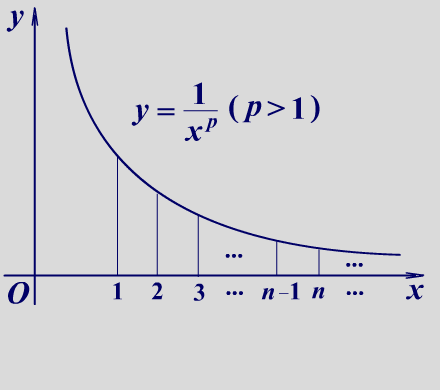 y
y = 1/x^p (p > 1)
... ...
O 1 2 3 ... n-1 n ... x